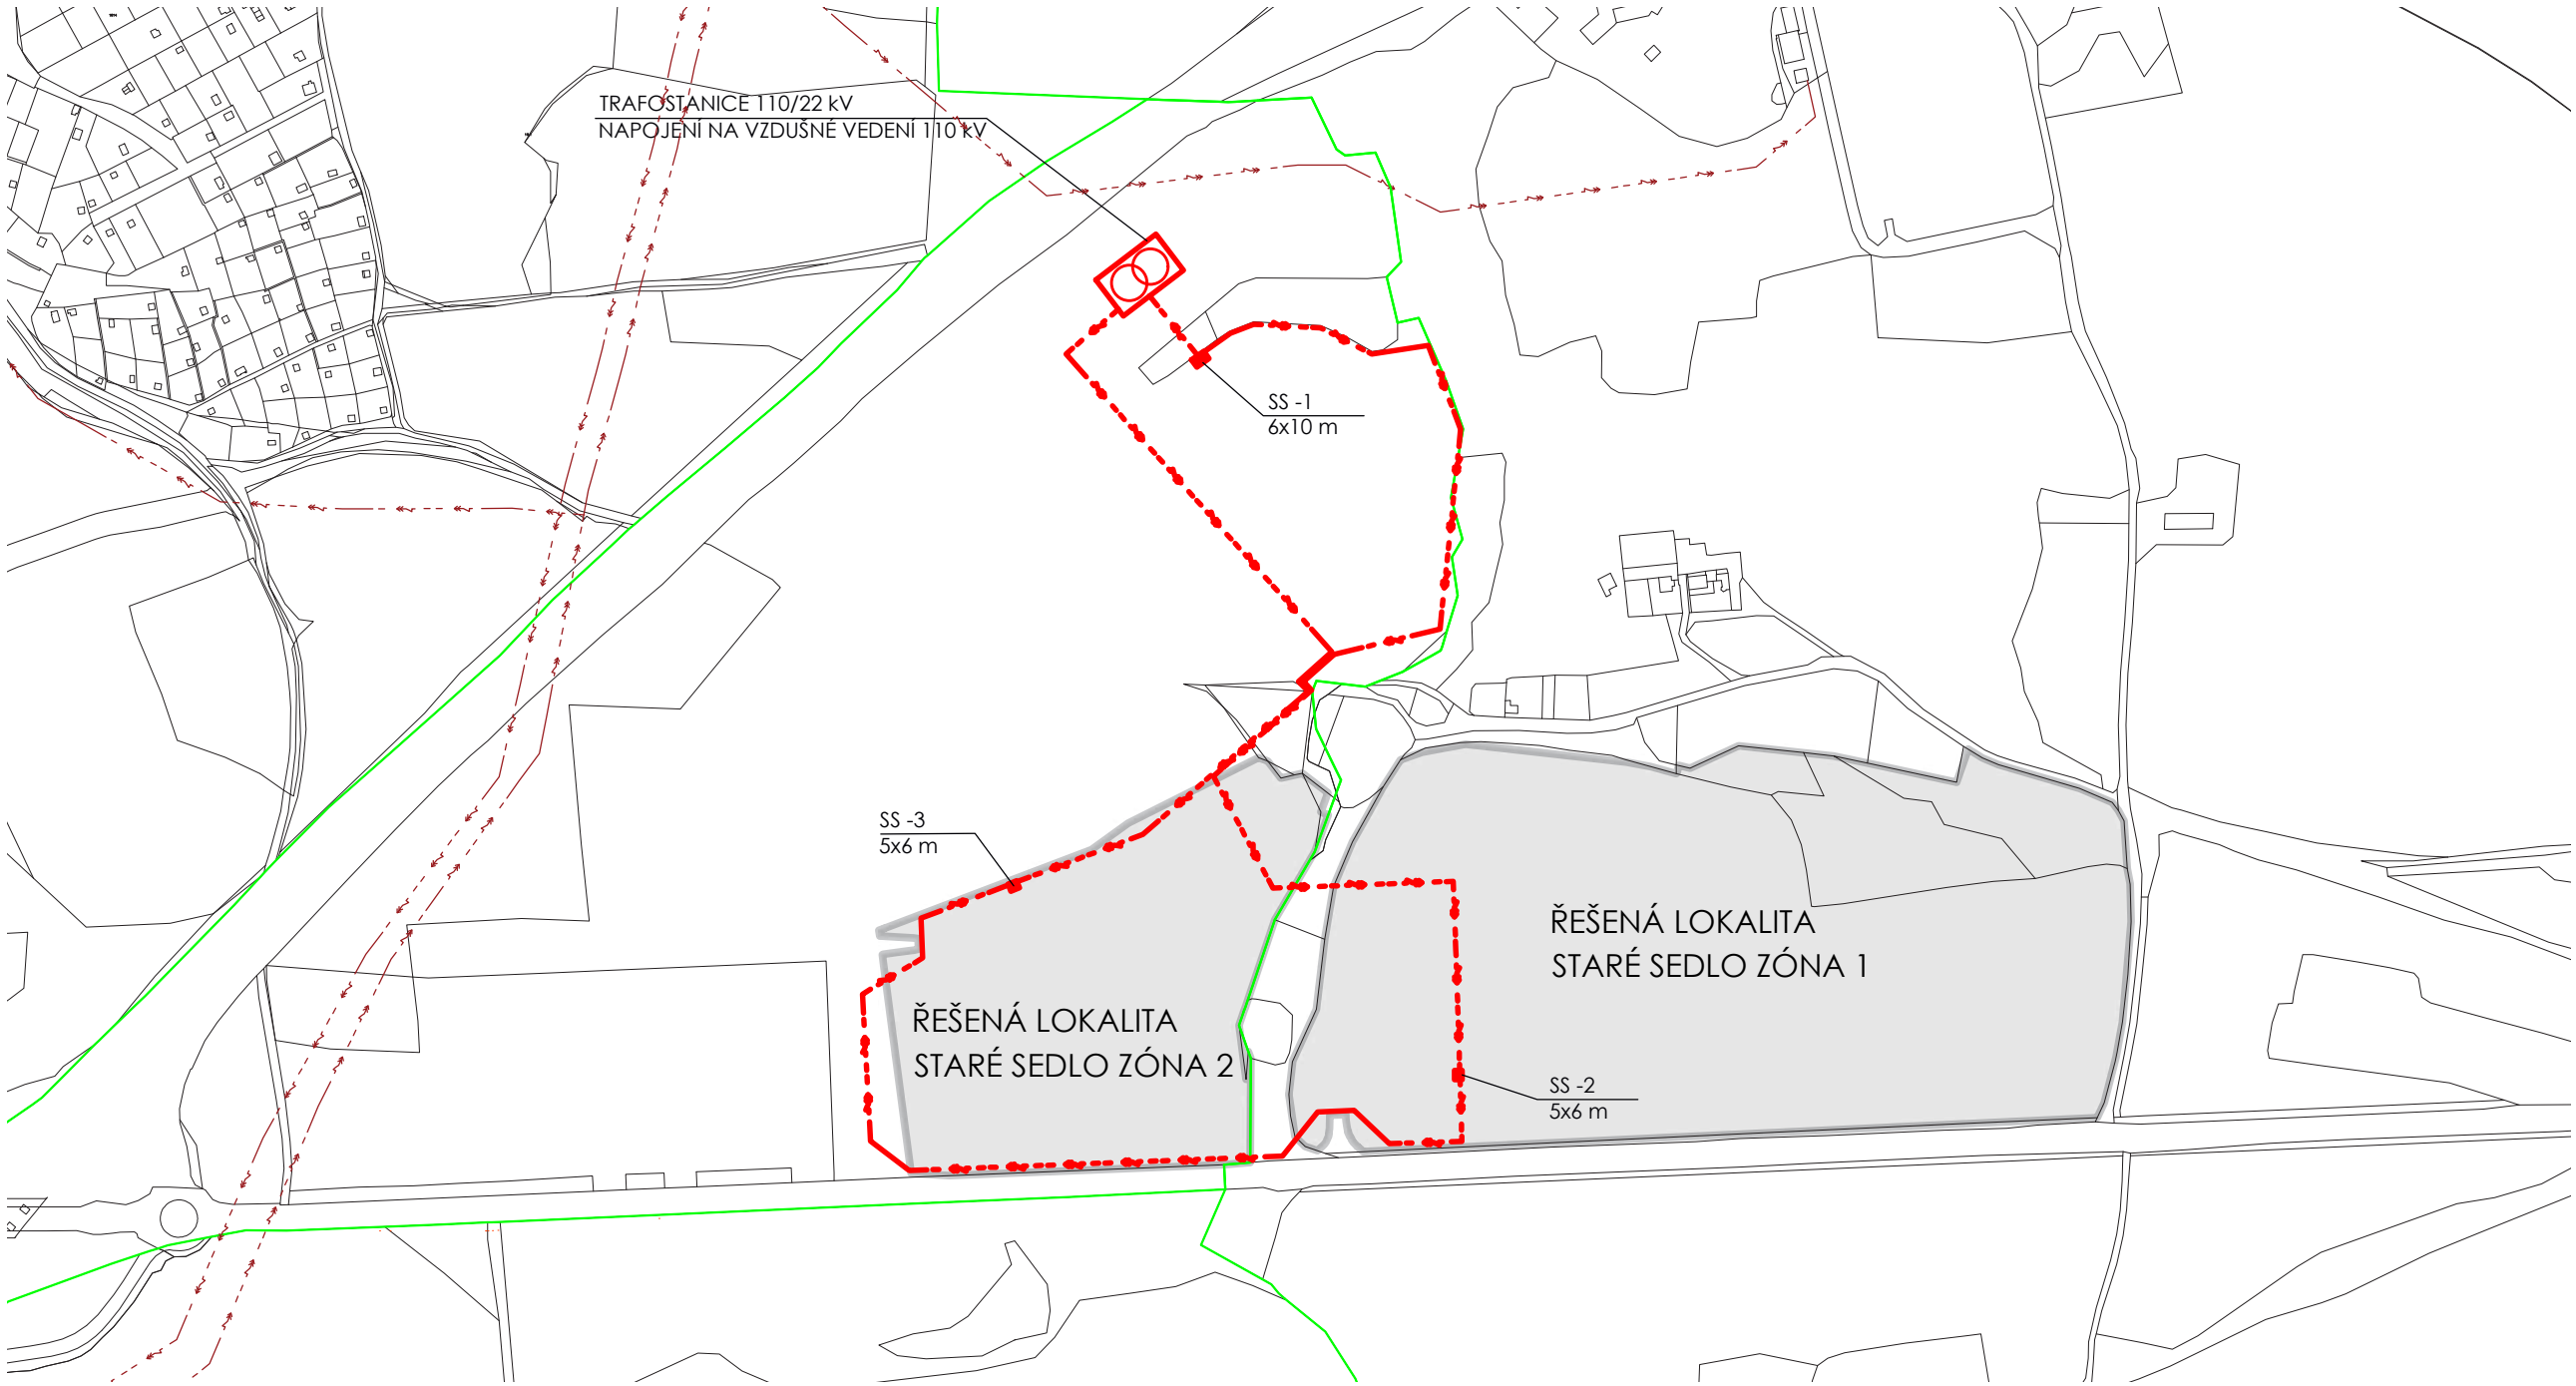 TRAFOSTANICE 110/22 kV
NAPOJENÍ NA VZDUŠNÉ VEDENÍ 110 kV
SS -1
6x10 m
SS -3
5x6 m
ŘEŠENÁ LOKALITA
STARÉ SEDLO ZÓNA 1
ŘEŠENÁ LOKALITA
STARÉ SEDLO ZÓNA 2
SS -2
5x6 m